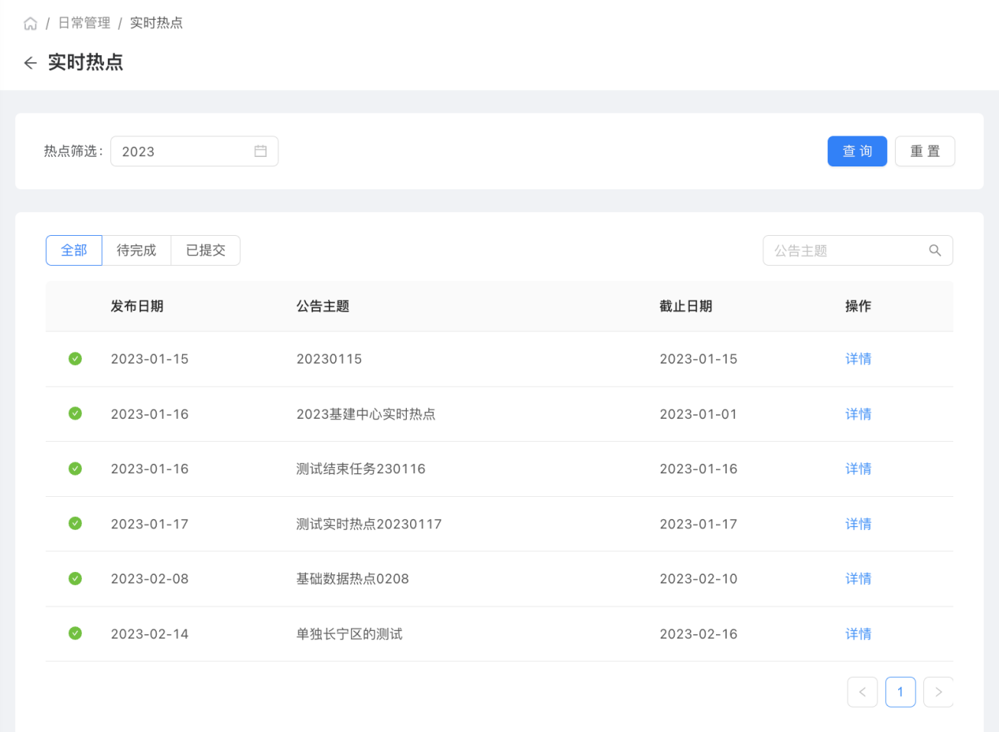 / 日常管理 / 实时热点
实时热点
热点筛选: 2023 查 询 重 置
全部 待完成 已提交 公告主题
发布日期 公告主题 截止日期 操作
2023-01-15 20230115 2023-01-15 详情
2023-01-16 2023基建中心实时热点 2023-01-01 详情
2023-01-16 测试结束任务230116 2023-01-16 详情
2023-01-17 测试实时热点20230117 2023-01-17 详情
2023-02-08 基础数据热点0208 2023-02-10 详情
2023-02-14 单独长宁区的测试 2023-02-16 详情
1